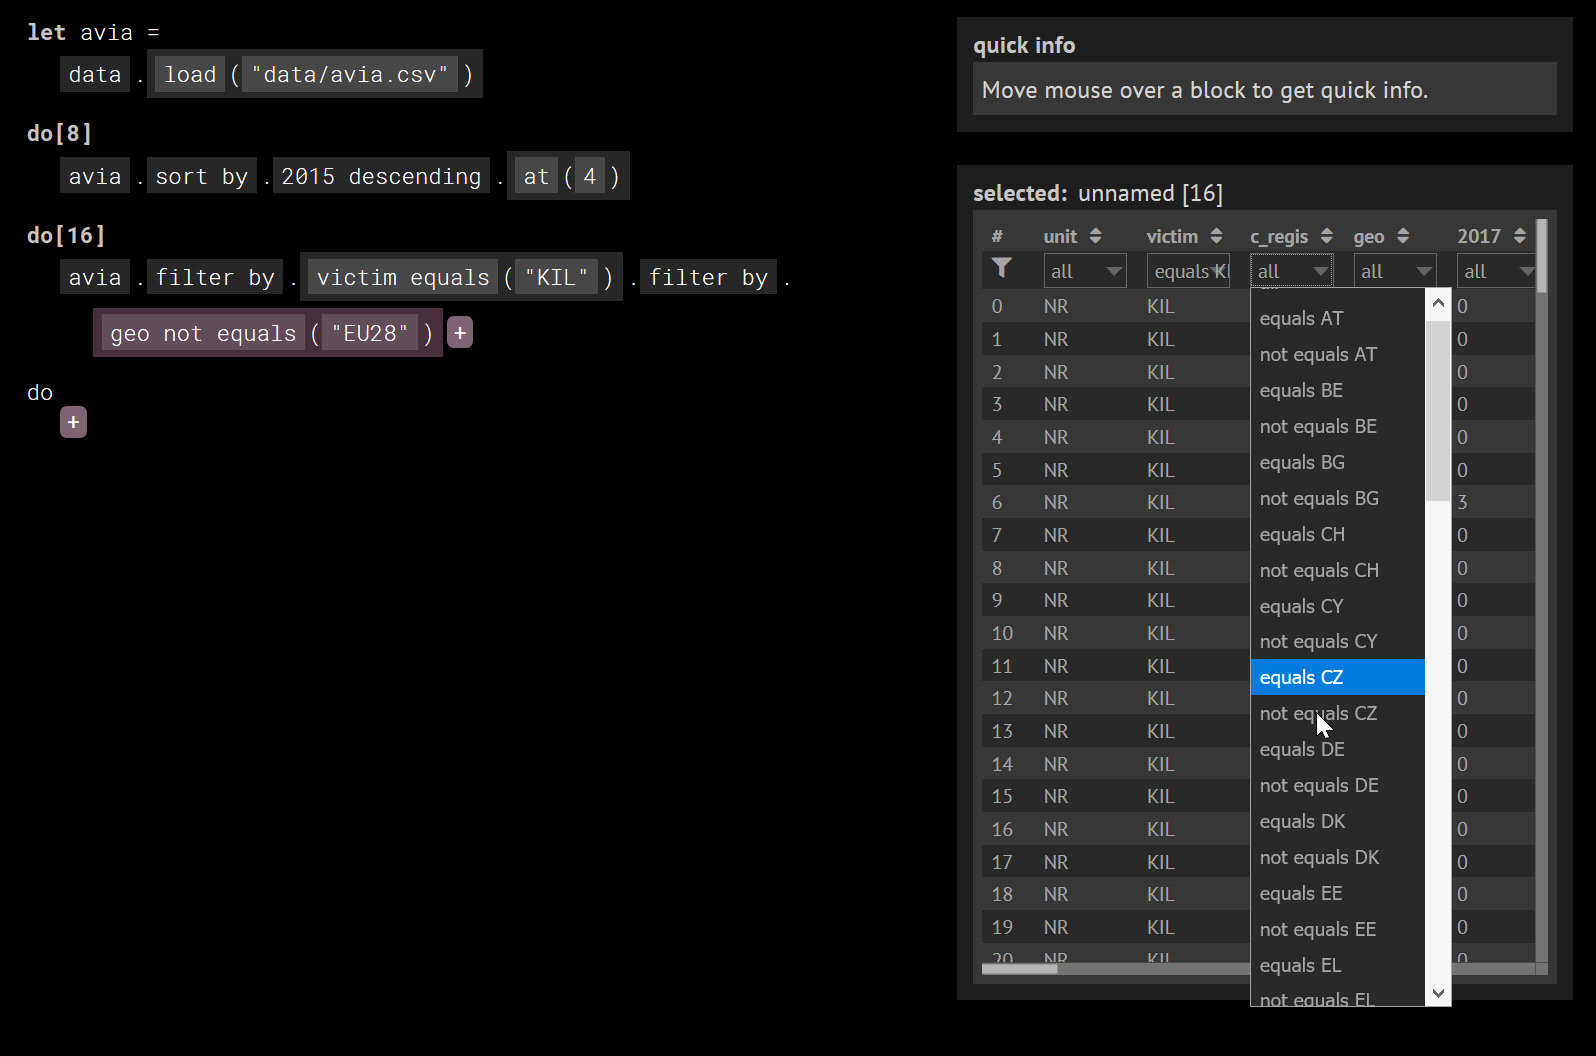 let avia =
data . load ( "data/avia.csv" )
do[8]
avia . sort by . 2015 descending . at ( 4 )
do[16]
avia . filter by . victim equals ( "KIL" ) . filter by .
geo not equals ( "EU28" ) +
do
+
quick info
Move mouse over a block to get quick info.
selected: unnamed [16]
# unit victim c_regis geo 2017
all equals KI all all all
0 NR KIL 0
equals AT
1 NR KIL 0
not equals AT
2 NR KIL 0
equals BE
3 NR KIL 0
not equals BE
4 NR KIL 0
equals BG
5 NR KIL 0
not equals BG
6 NR KIL 3
equals CH
7 NR KIL 0
not equals CH
8 NR KIL 0
equals CY
9 NR KIL 0
not equals CY
10 NR KIL 0
equals CZ
11 NR KIL 0
not equals CZ
12 NR KIL 0
equals DE
13 NR KIL 0
not equals DE
14 NR KIL 0
equals DK
15 NR KIL 0
not equals DK
16 NR KIL 0
equals EE
17 NR KIL 0
not equals EE
18 NR KIL 0
equals EL
19 NR KIL 0
not equals EL
20 NR KIL 0